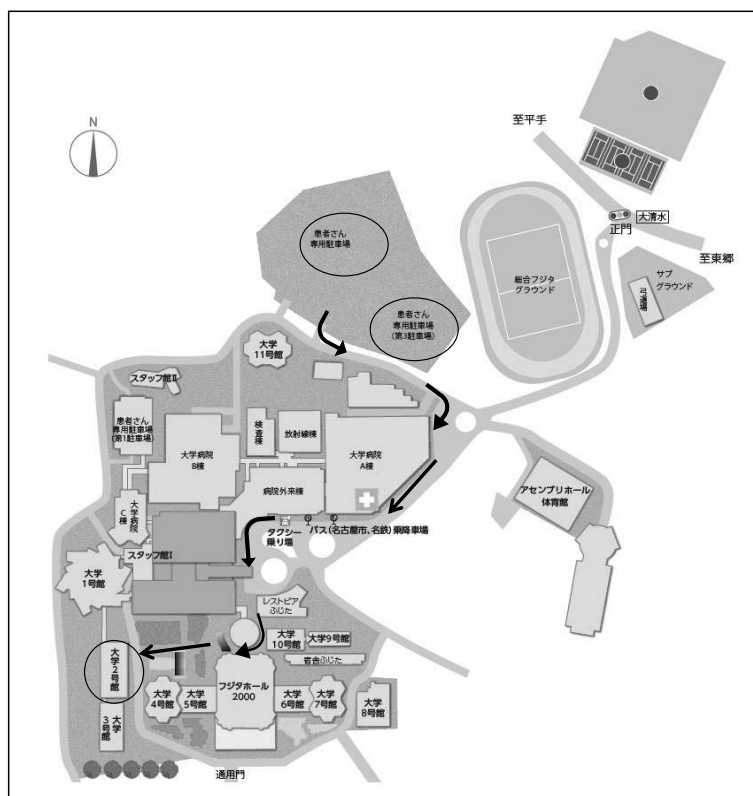 N
至平手
大清水
正門
至東郷
サブ
グラウンド
弓道場
総合フジタ
グラウンド
患者さん
専用駐車場
患者さん
専用駐車場
(第3駐車場)
大学
11号館
スタッフ館Ⅱ
患者さん
専用駐車場
(第1駐車場)
検査棟
放射線棟
大学病院
A棟
大学病院
B棟
病院外来棟
大学病院
C棟
アセンブリホール
体育館
タクシー
乗り場
バス(名古屋市、名鉄)乗降車場
スタッフ館Ⅰ
大学
1号館
レストピア
ふじた
大学
10号館
大学9号館
宿舎ふじた
大学2号館
フジタホール
2000
大学
4号館
大学
5号館
大学
6号館
大学
7号館
大学
8号館
大学
3号館
通用門